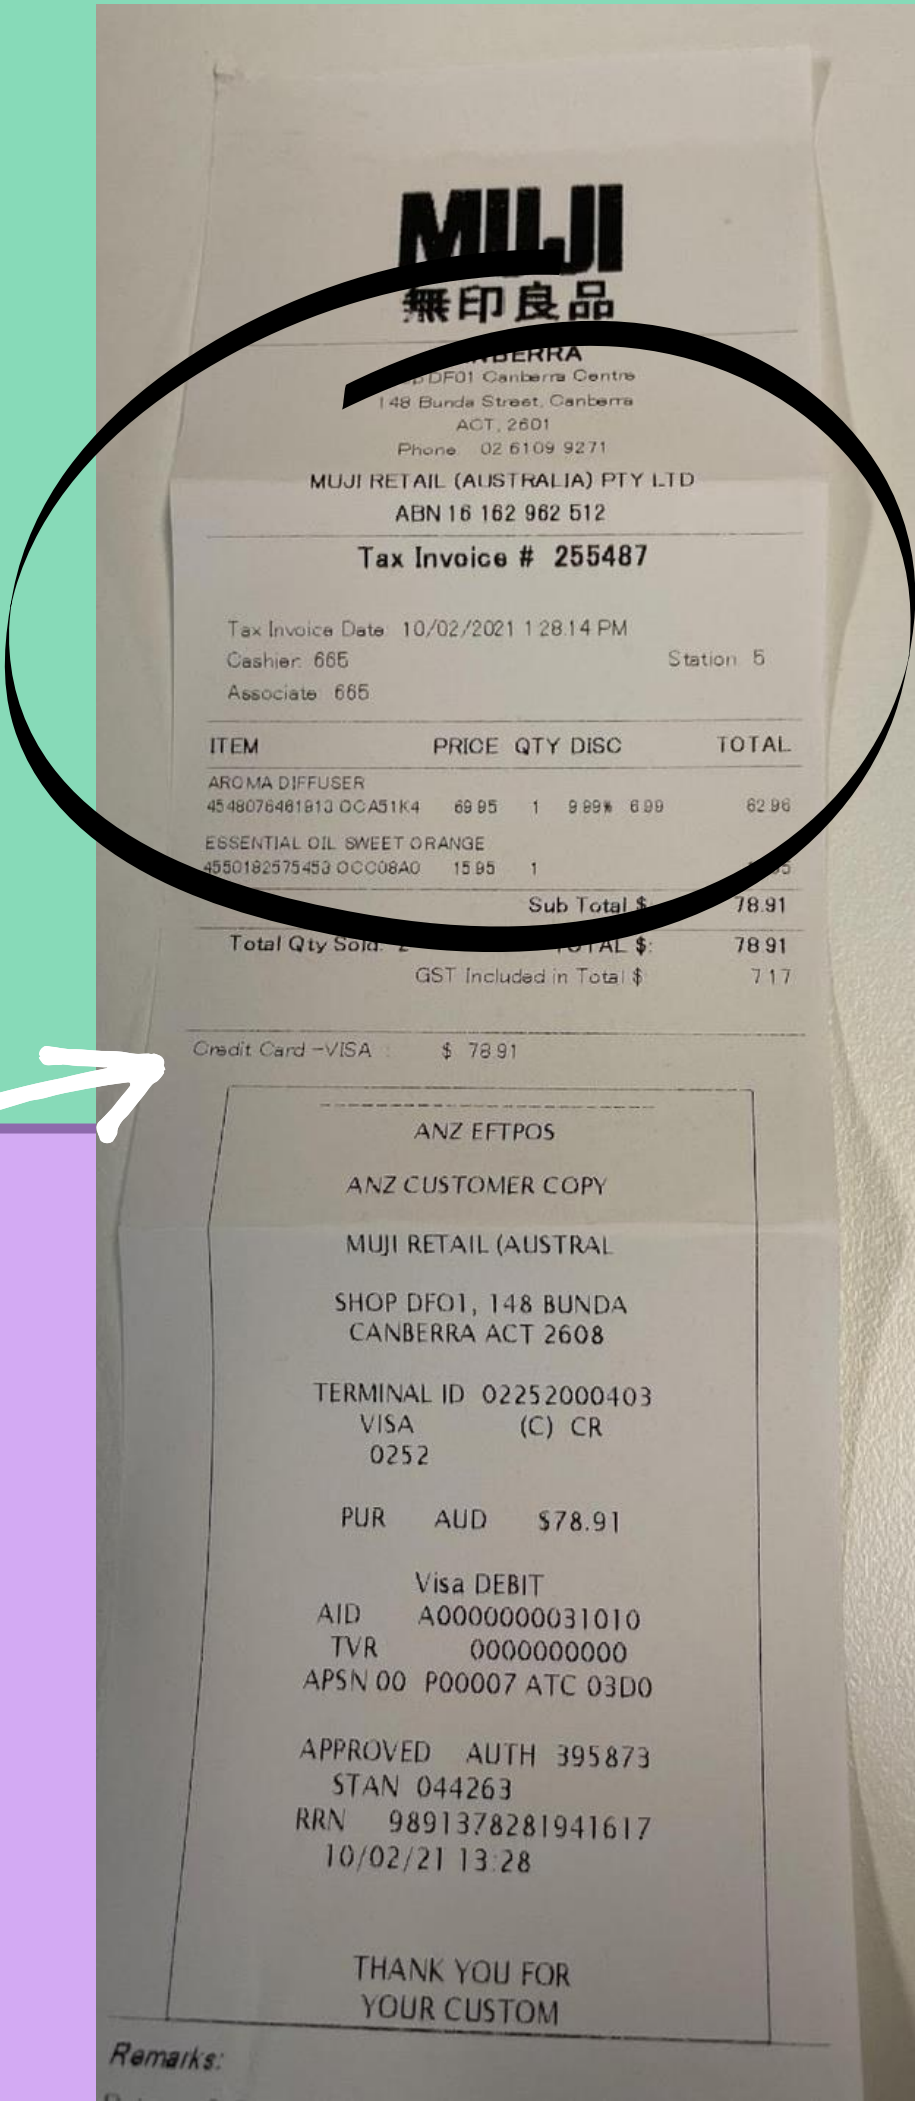 MUJI
無印良品
DF01 Canberra Centre
148 Bunda Street, Canberra
ACT, 2601
Phone 02 6109 9271
MUJI RETAIL (AUSTRALIA) PTY LTD
ABN 16 162 962 512
Tax Invoice # 255487
Tax Invoice Date: 10/02/2021 1:28:14 PM
Cashier: 665 Station: 5
Associate: 665
ITEM PRICE QTY DISC TOTAL
AROMA DIFFUSER
4548076461913 OCA51K4 69.95 1 9.99% 6.99 62.96
ESSENTIAL OIL SWEET ORANGE
4550182575453 OCC08A0 15.95 1
Sub Total $ 78.91
Total Qty Sold: 2 TOTAL $: 78.91
GST Included in Total $ 7.17
Credit Card -VISA : $ 78.91
ANZ EFTPOS
ANZ CUSTOMER COPY
MUJI RETAIL (AUSTRAL
SHOP DFO1, 148 BUNDA
CANBERRA ACT 2608
TERMINAL ID 02252000403
VISA (C) CR
0252
PUR AUD $78.91
Visa DEBIT
AID A0000000031010
TVR 0000000000
APSN 00 P00007 ATC 03D0
APPROVED AUTH 395873
STAN 044263
RRN 9891378281941617
10/02/21 13:28
THANK YOU FOR
YOUR CUSTOM
Remarks: